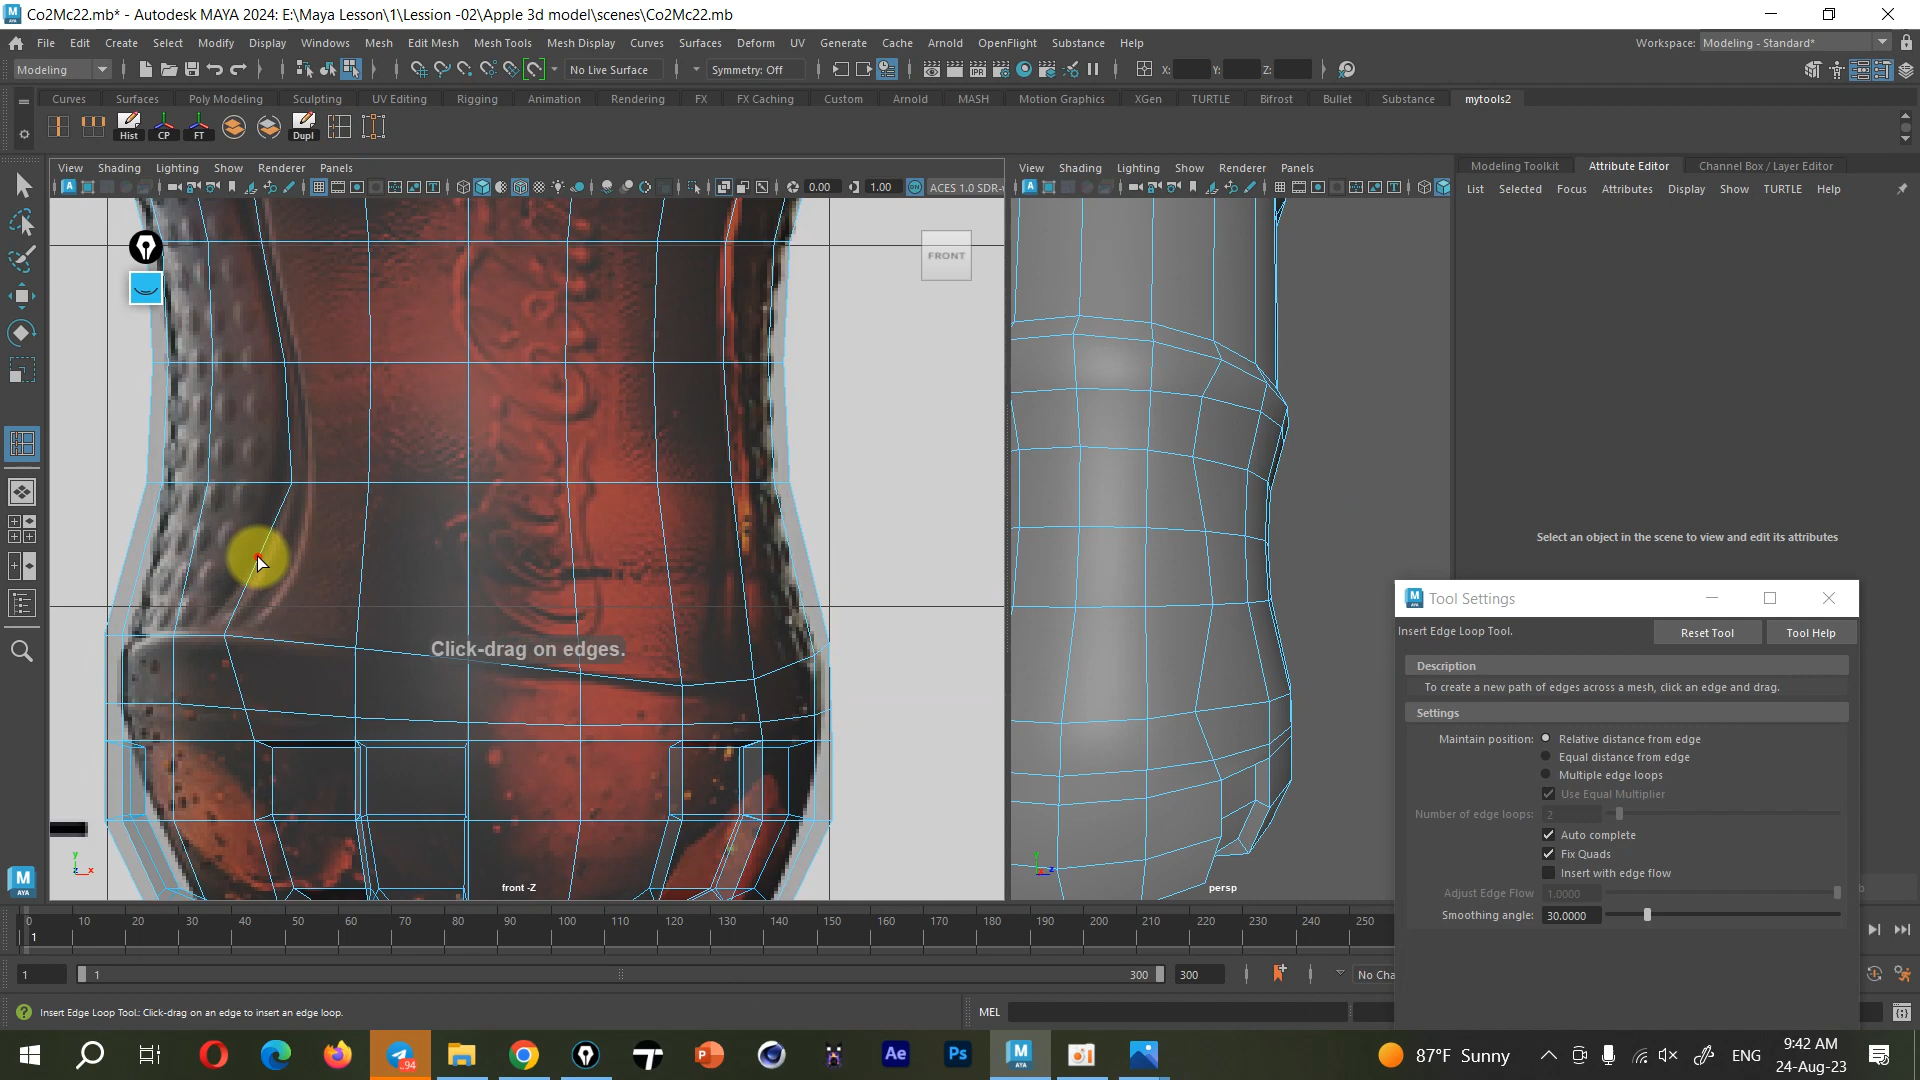 Co2Mc22.mb* - Autodesk MAYA 2024: E:\Maya Lesson\1\Lession -02\Apple 3d model\scenes\Co2Mc22.mb
File Edit Create Select Modify Display Windows Mesh Edit Mesh Mesh Tools Mesh Display Curves Surfaces Deform UV Generate Cache Arnold OpenFlight Substance Help
Workspace: Modeling - Standard*
Modeling No Live Surface Symmetry: Off X: Y: Z:
Curves Surfaces Poly Modeling Sculpting UV Editing Rigging Animation Rendering FX FX Caching Custom Arnold MASH Motion Graphics XGen TURTLE Bifrost Bullet Substance mytools2
Hist CP FT Dupl
View Shading Lighting Show Renderer Panels
0.00 1.00 ACES 1.0 SDR-v
View Shading Lighting Show Renderer Panels
Modeling Toolkit Attribute Editor Channel Box / Layer Editor
List Selected Focus Attributes Display Show TURTLE Help
FRONT
Click-drag on edges.
y
z x
front -Z
persp
Select an object in the scene to view and edit its attributes
Tool Settings
Insert Edge Loop Tool.
Reset Tool
Tool Help
Description
To create a new path of edges across a mesh, click an edge and drag.
Settings
Maintain position: Relative distance from edge
Equal distance from edge
Multiple edge loops
Use Equal Multiplier
Number of edge loops: 2
Auto complete
Fix Quads
Insert with edge flow
Adjust Edge Flow 1.0000
Smoothing angle: 30.0000
0 10 20 30 40 50 60 70 80 90 100 110 120 130 140 150 160 170 180 190 200 210 220 230 240 250
1
1 1 300 300 No Cha
Insert Edge Loop Tool: Click-drag on an edge to insert an edge loop.
MEL
94
Ae
Ps
M
AYA
87°F Sunny
ENG
9:42 AM
24-Aug-23